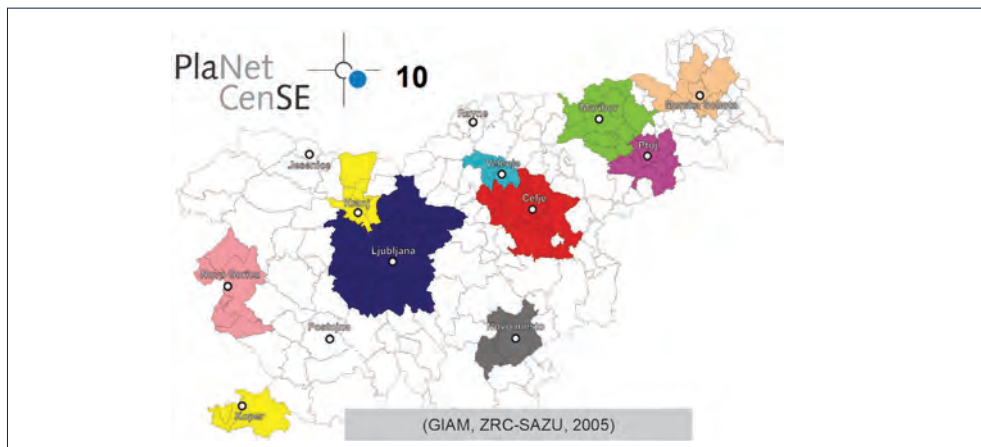 PlaNet
CenSE
10
Ravne
Maribor
Murska Sobota
Ptuj
Jesenice
Velenje
Kranj
Celje
Ljubljana
Nova Gorica
Postojna
Novo mesto
Koper
(GIAM, ZRC-SAZU, 2005)